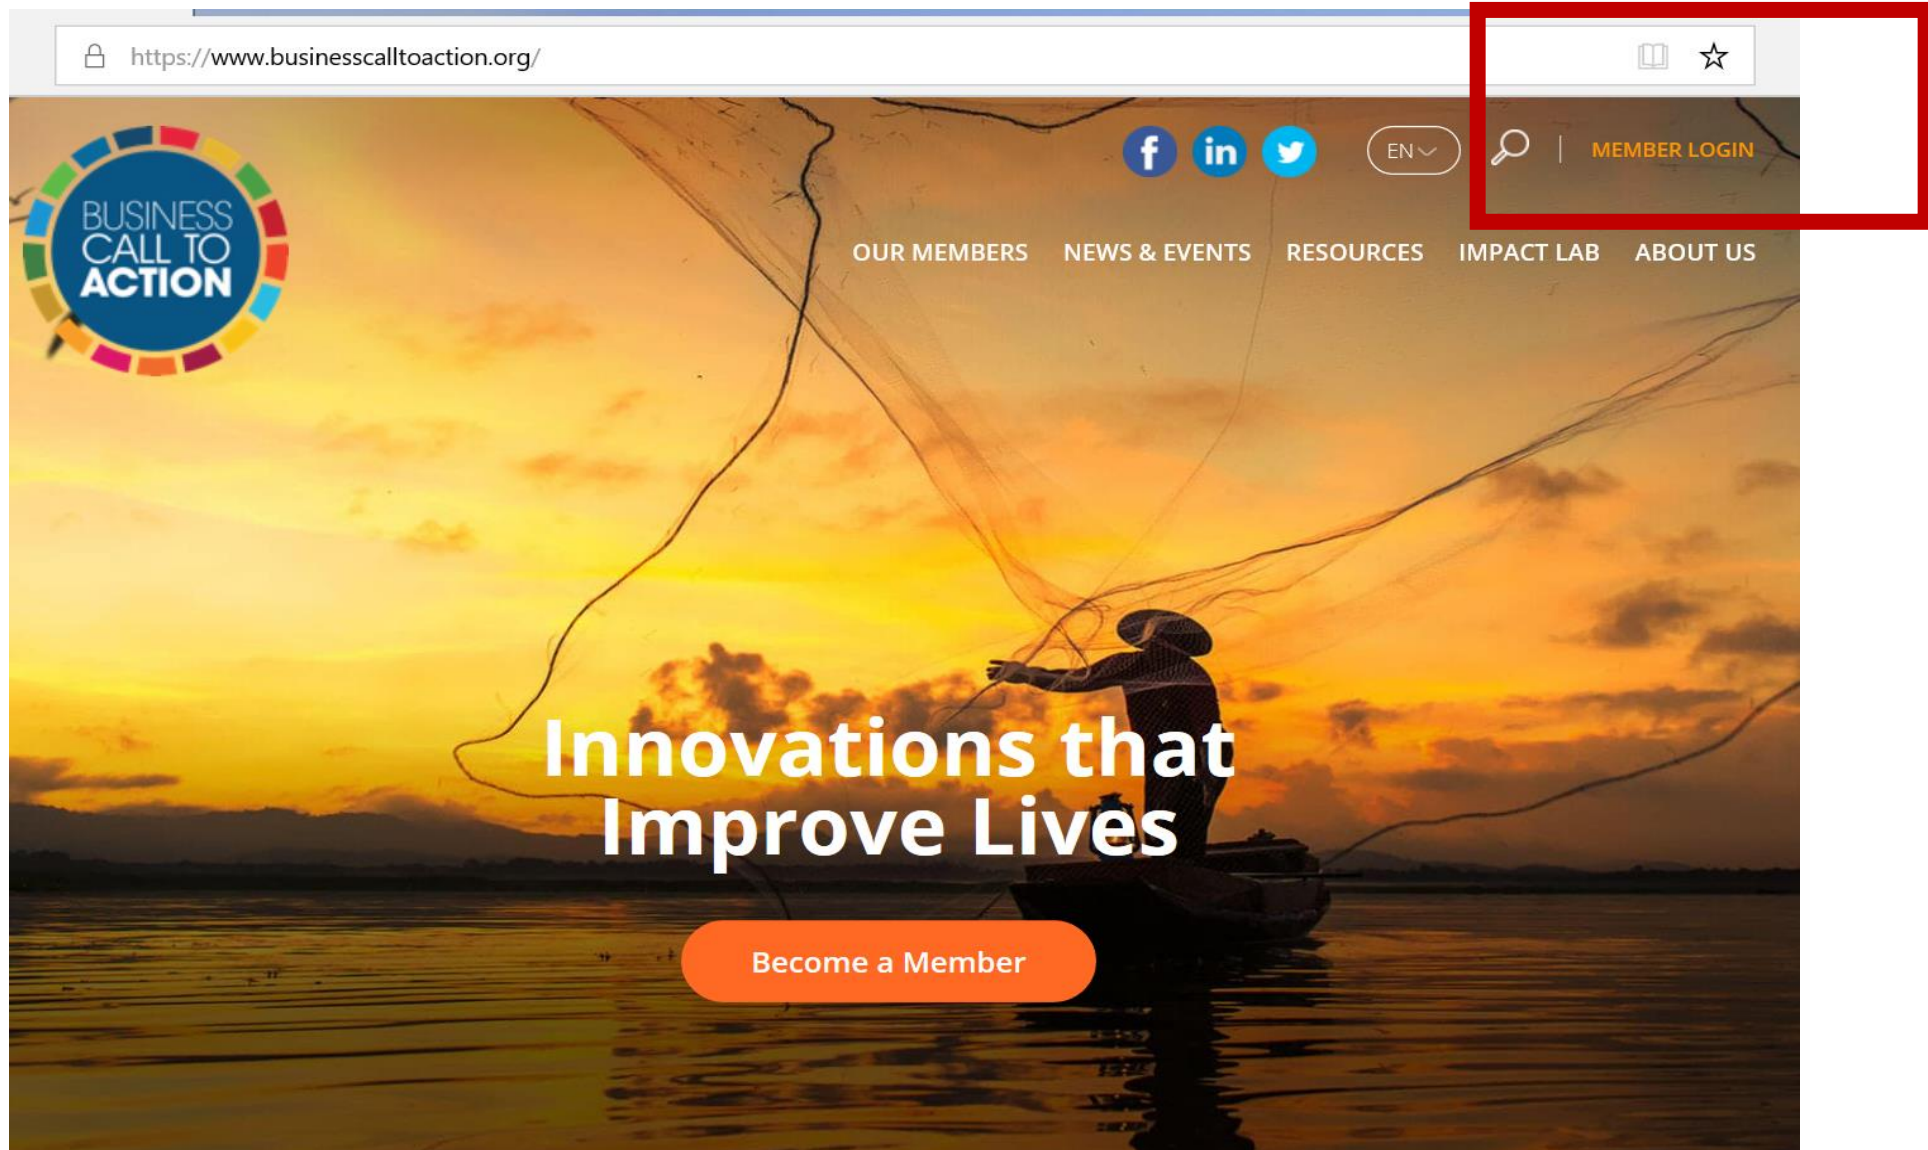 https://www.businesscalltoaction.org/
BUSINESS
CALL TO
ACTION
f in EN MEMBER LOGIN
OUR MEMBERS NEWS & EVENTS RESOURCES IMPACT LAB ABOUT US
Innovations that
Improve Lives
Become a Member